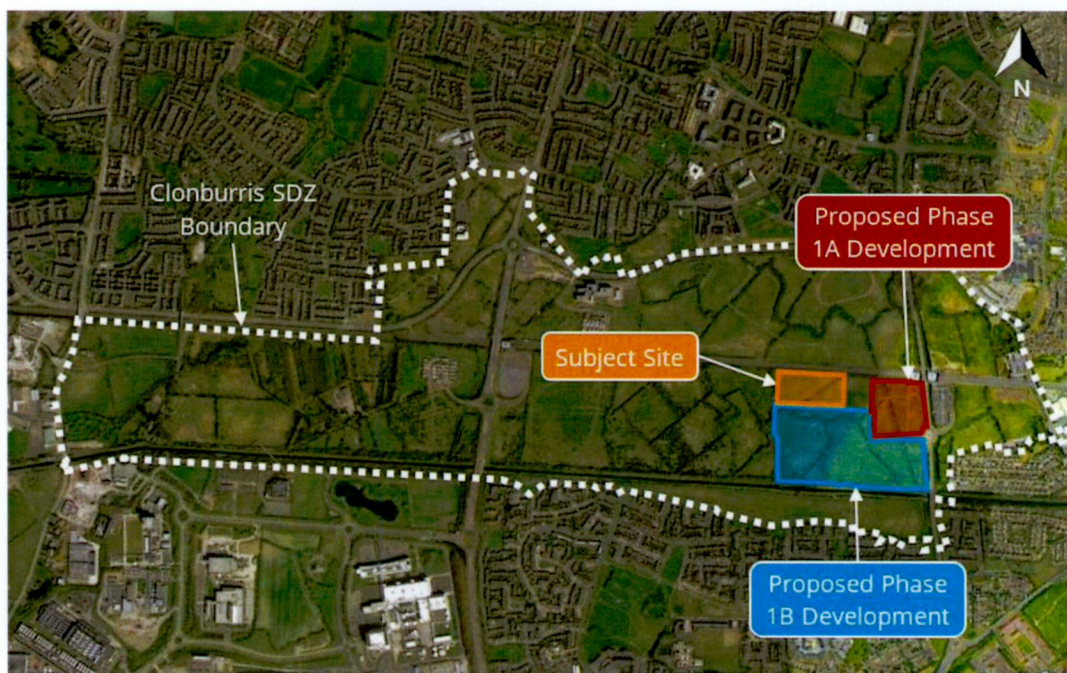 N
Clonburris SDZ
Boundary
Proposed Phase
1A Development
Subject Site
Proposed Phase
1B Development